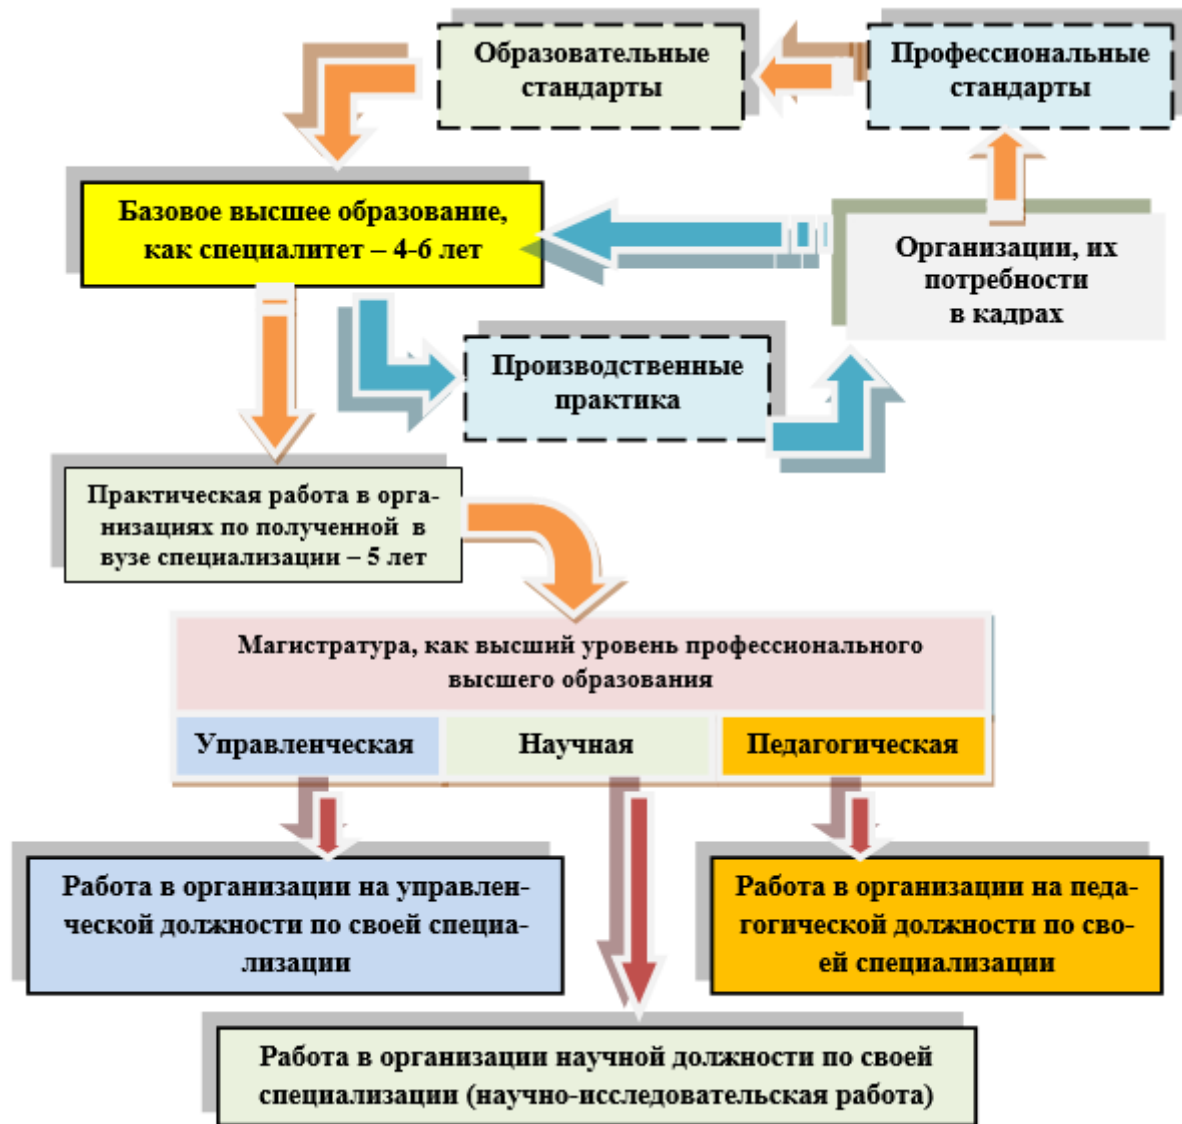 Образовательные
стандарты
Профессиональные
стандарты
Базовое высшее образование,
как специалитет – 4-6 лет
Организации, их
потребности
в кадрах
Производственные
практика
Практическая работа в орга-
низациях по полученной в
вузе специализации – 5 лет
Магистратура, как высший уровень профессионального
высшего образования
Управленческая
Научная
Педагогическая
Работа в организации на управлен-
ческой должности по своей специа-
лизации
Работа в организации на педа-
гогической должности по сво-
ей специализации
Работа в организации научной должности по своей
специализации (научно-исследовательская работа)